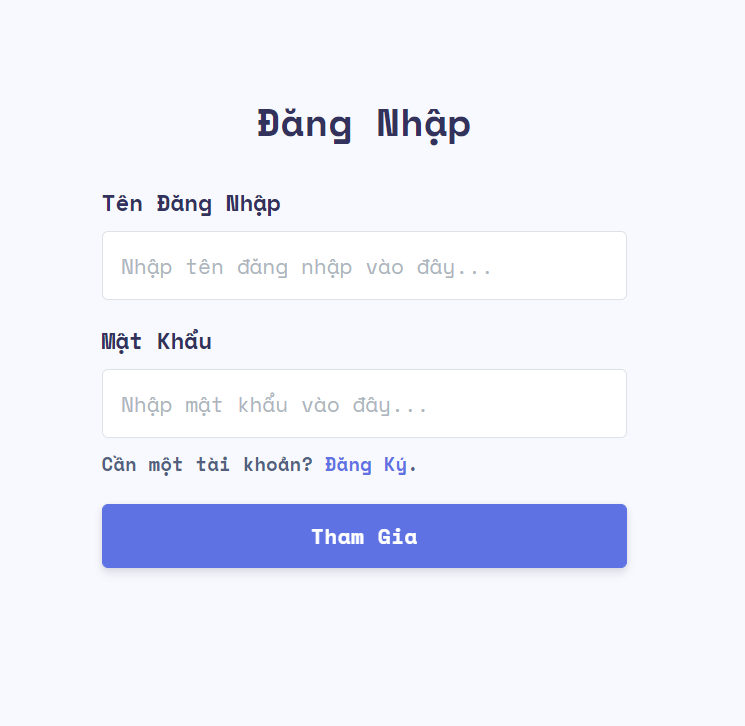 Đăng Nhập
Tên Đăng Nhập
Nhập tên đăng nhập vào đây...
Mật Khẩu
Nhập mật khẩu vào đây...
Cần một tài khoản? Đăng Ký.
Tham Gia